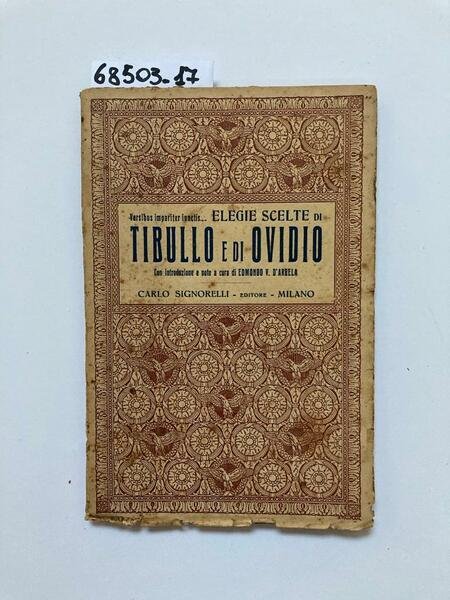 68503-17
Versibus impariter iunctis... ELEGIE SCELTE DI
TIBULLO E DI OVIDIO
Con introduzione e note a cura di EDMONDO V. D'ARBELA
CARLO SIGNORELLI - EDITORE - MILANO